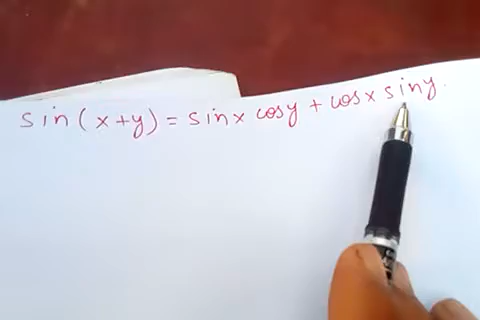 sin(x+y) = sinx cosy + cosx siny.